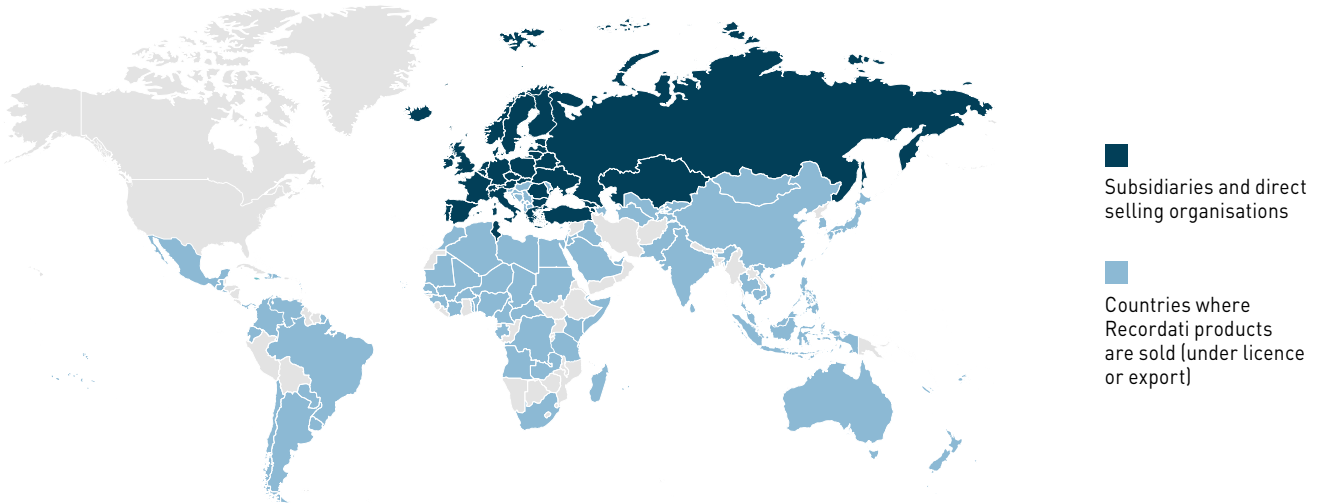 Subsidiaries and direct
selling organisations
Countries where
Recordati products
are sold (under licence
or export)